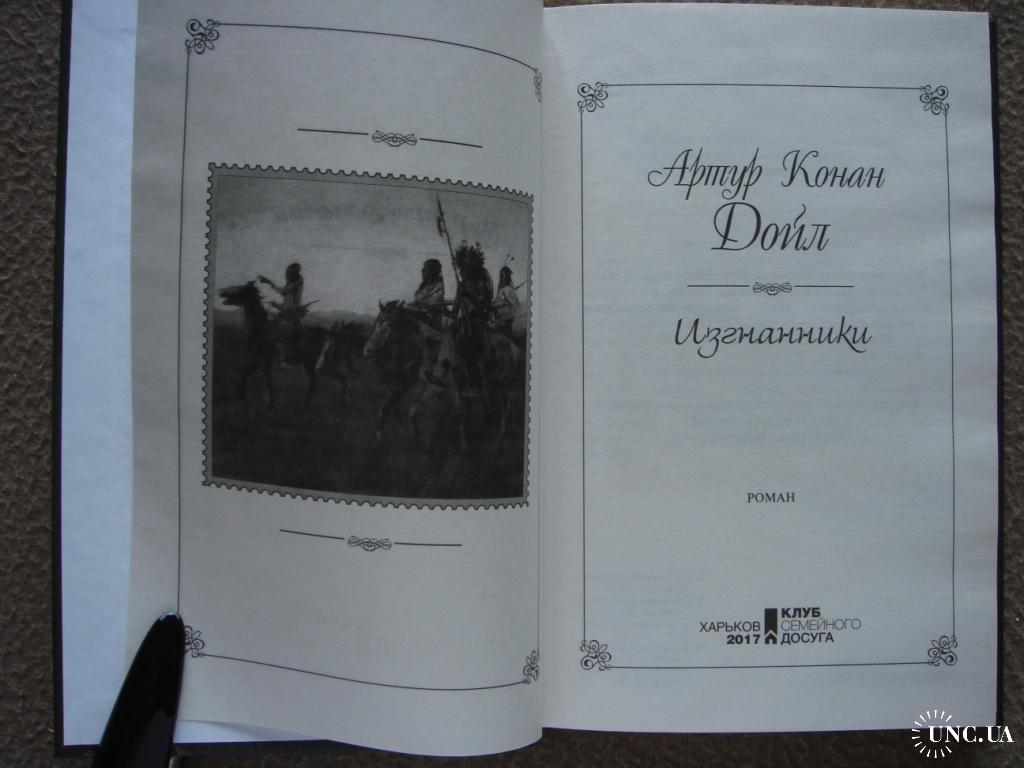 Артур Конан
Дойл
Изгнанники
РОМАН
ХАРЬКОВ
2017
КЛУБ
СЕМЕЙНОГО
ДОСУГА
UNC.UA